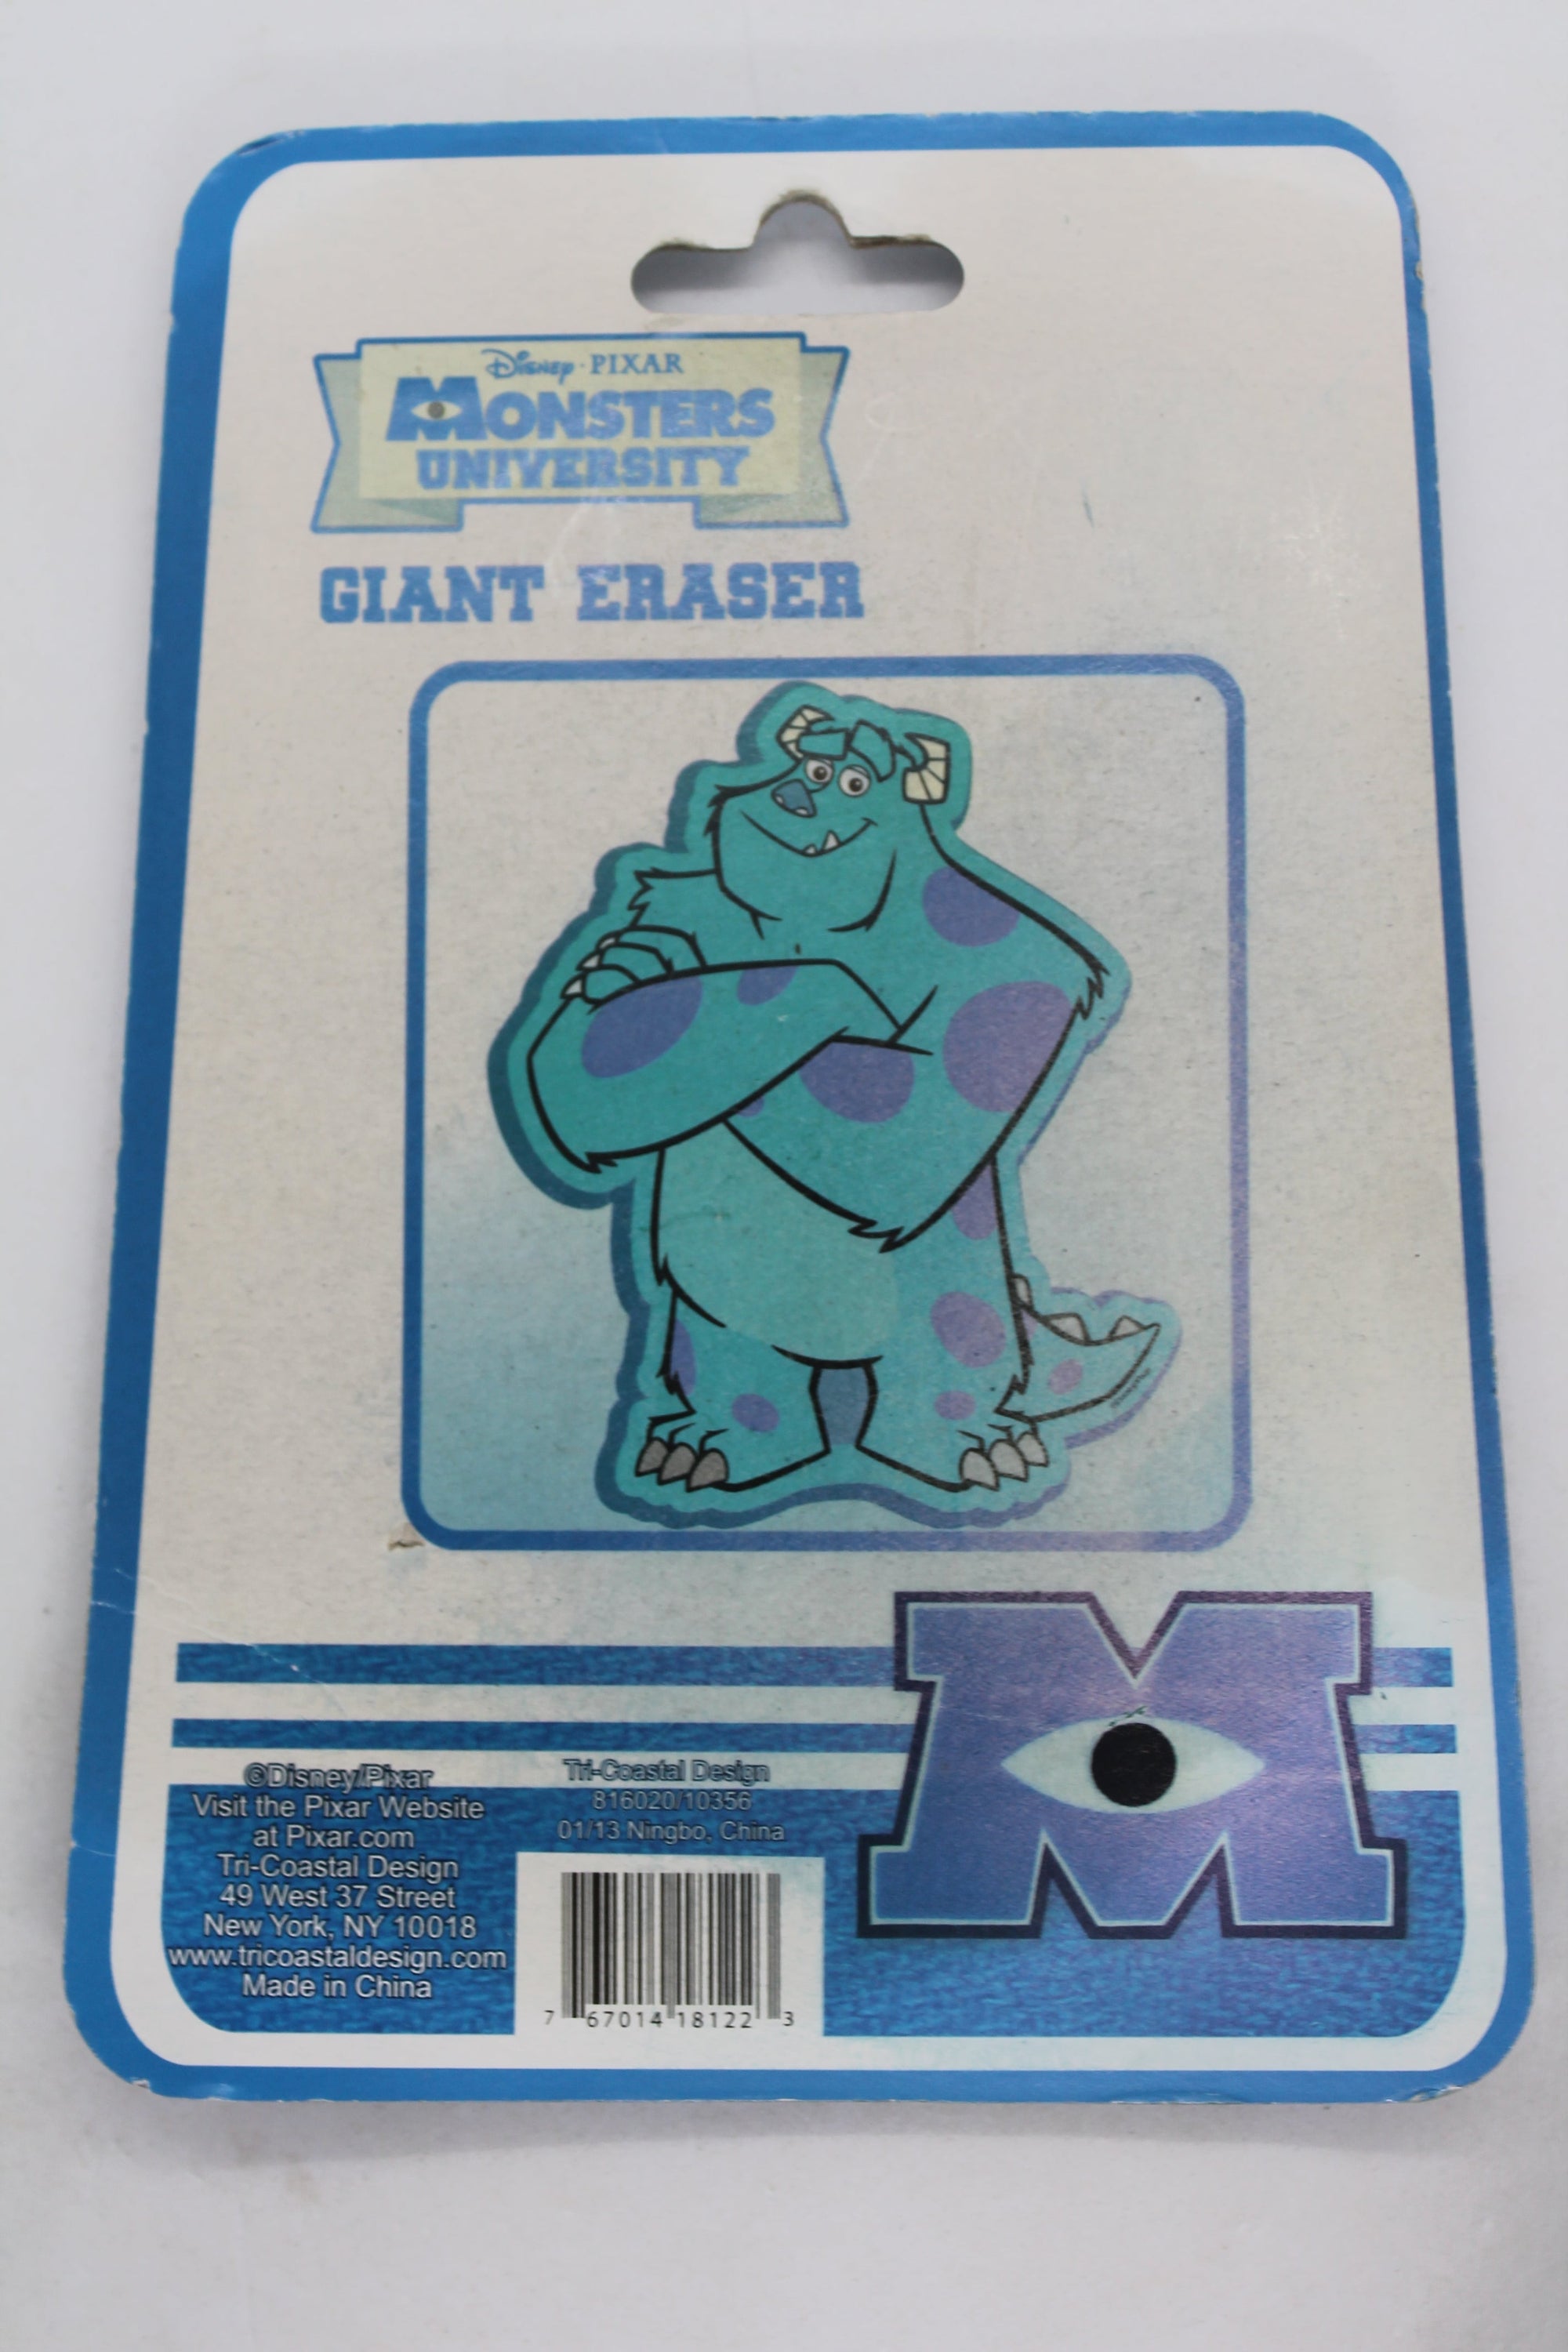 Disney · PIXAR
MONSTERS
UNIVERSITY
GIANT ERASER
©Disney/Pixar
Visit the Pixar Website
at Pixar.com
Tri-Coastal Design
49 West 37 Street
New York, NY 10018
www.tricoastaldesign.com
Made in China
Tri-Coastal Design
816020/10356
01/13 Ningbo, China
7 67014 18122 3
M